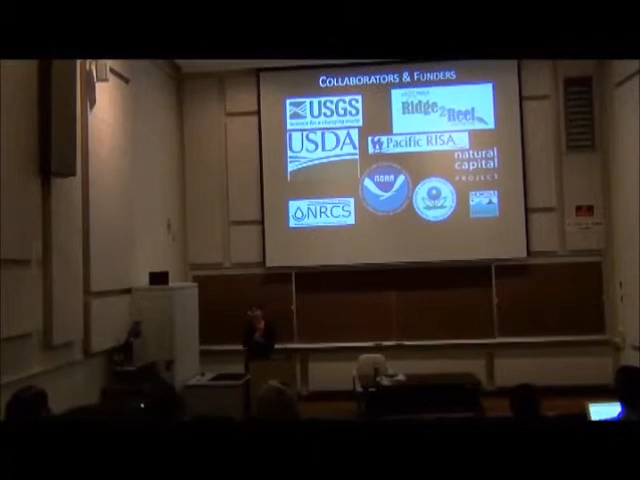 COLLABORATORS & FUNDERS
USGS
science for a changing world
Ridge2Reef
USDA
Pacific RISA
natural
capital
PROJECT
NOAA
NRCS